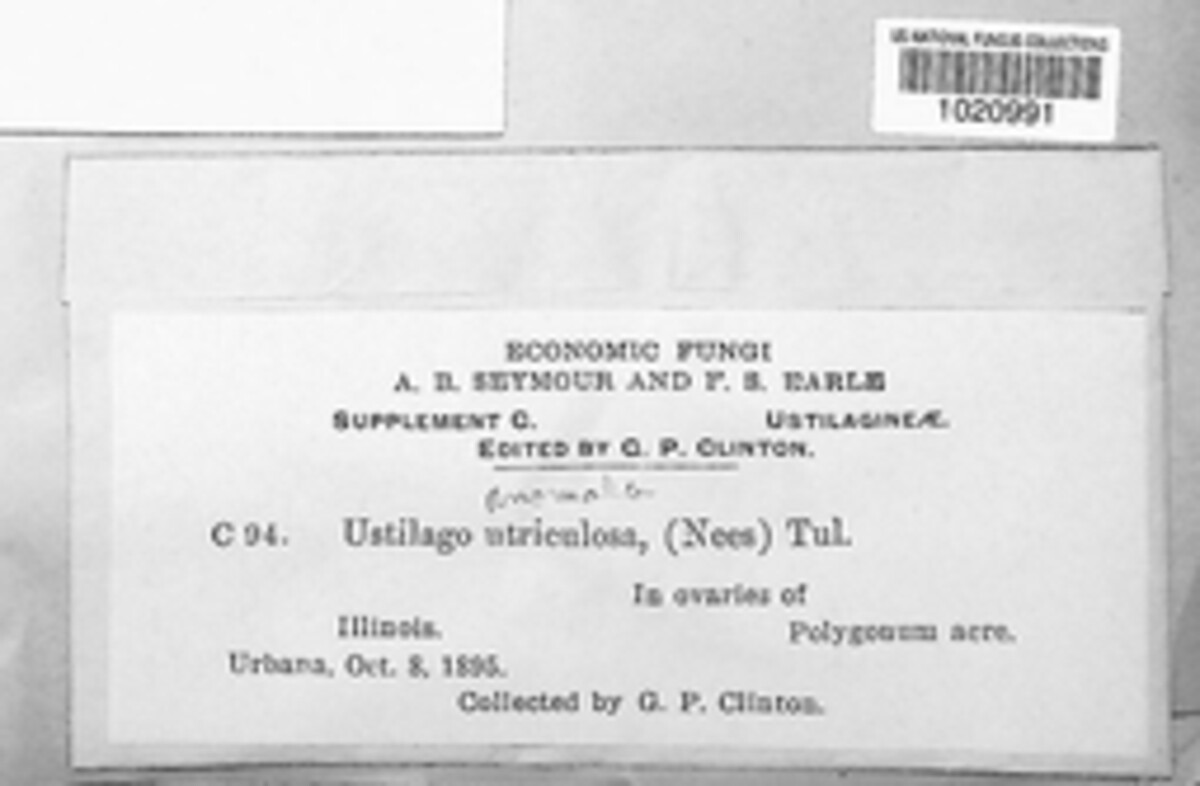 US NATIONAL FUNGUS COLLECTIONS
1020991
ECONOMIC FUNGI
A. B. SEYMOUR AND F. S. EARLE
SUPPLEMENT C. USTILAGINEÆ.
EDITED BY G. P. CLINTON.
anomala
C 94. Ustilago utriculosa, (Nees) Tul.
In ovaries of
Illinois. Polygonum acre.
Urbana, Oct. 8, 1895.
Collected by G. P. Clinton.